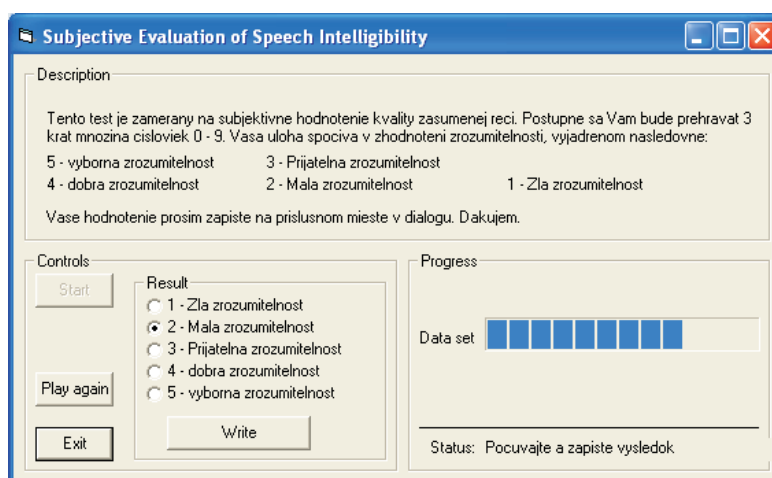 Subjective Evaluation of Speech Intelligibility
Description
Tento test je zamerany na subjektivne hodnotenie kvality zasumenej reci. Postupne sa Vam bude prehravat 3
krat mnozina cisloviek 0 - 9. Vasa uloha spociva v zhodnoteni zrozumitelnosti, vyjadrenom nasledovne:
5 - vyborna zrozumitelnost 3 - Prijatelna zrozumitelnost
4 - dobra zrozumitelnost 2 - Mala zrozumitelnost 1 - Zla zrozumitelnost
Vase hodnotenie prosim zapiste na prislusnom mieste v dialogu. Dakujem.
Controls
Start
Play again
Exit
Result
1 - Zla zrozumitelnost
2 - Mala zrozumitelnost
3 - Prijatelna zrozumitelnost
4 - dobra zrozumitelnost
5 - vyborna zrozumitelnost
Write
Progress
Data set
Status: Pocuvajte a zapiste vysledok